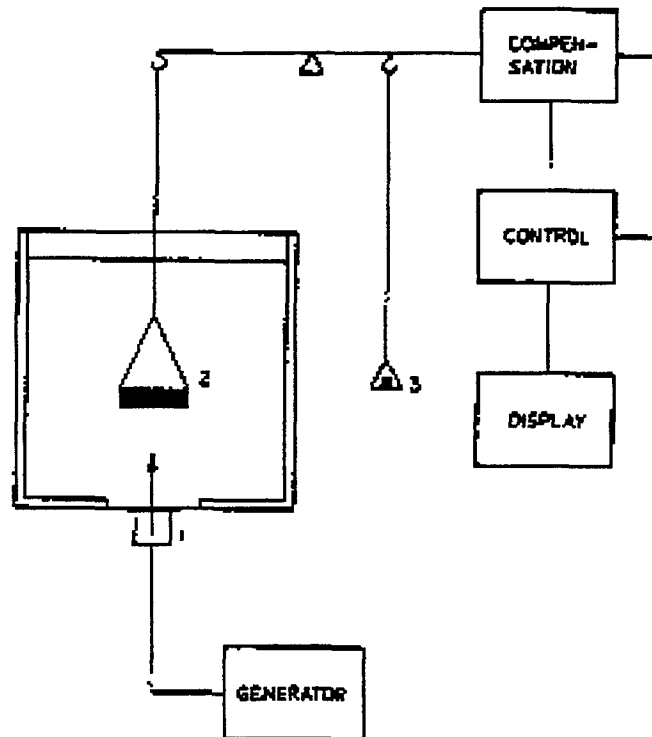 COMPEN-
SATION
CONTROL
2
3
DISPLAY
1
GENERATOR